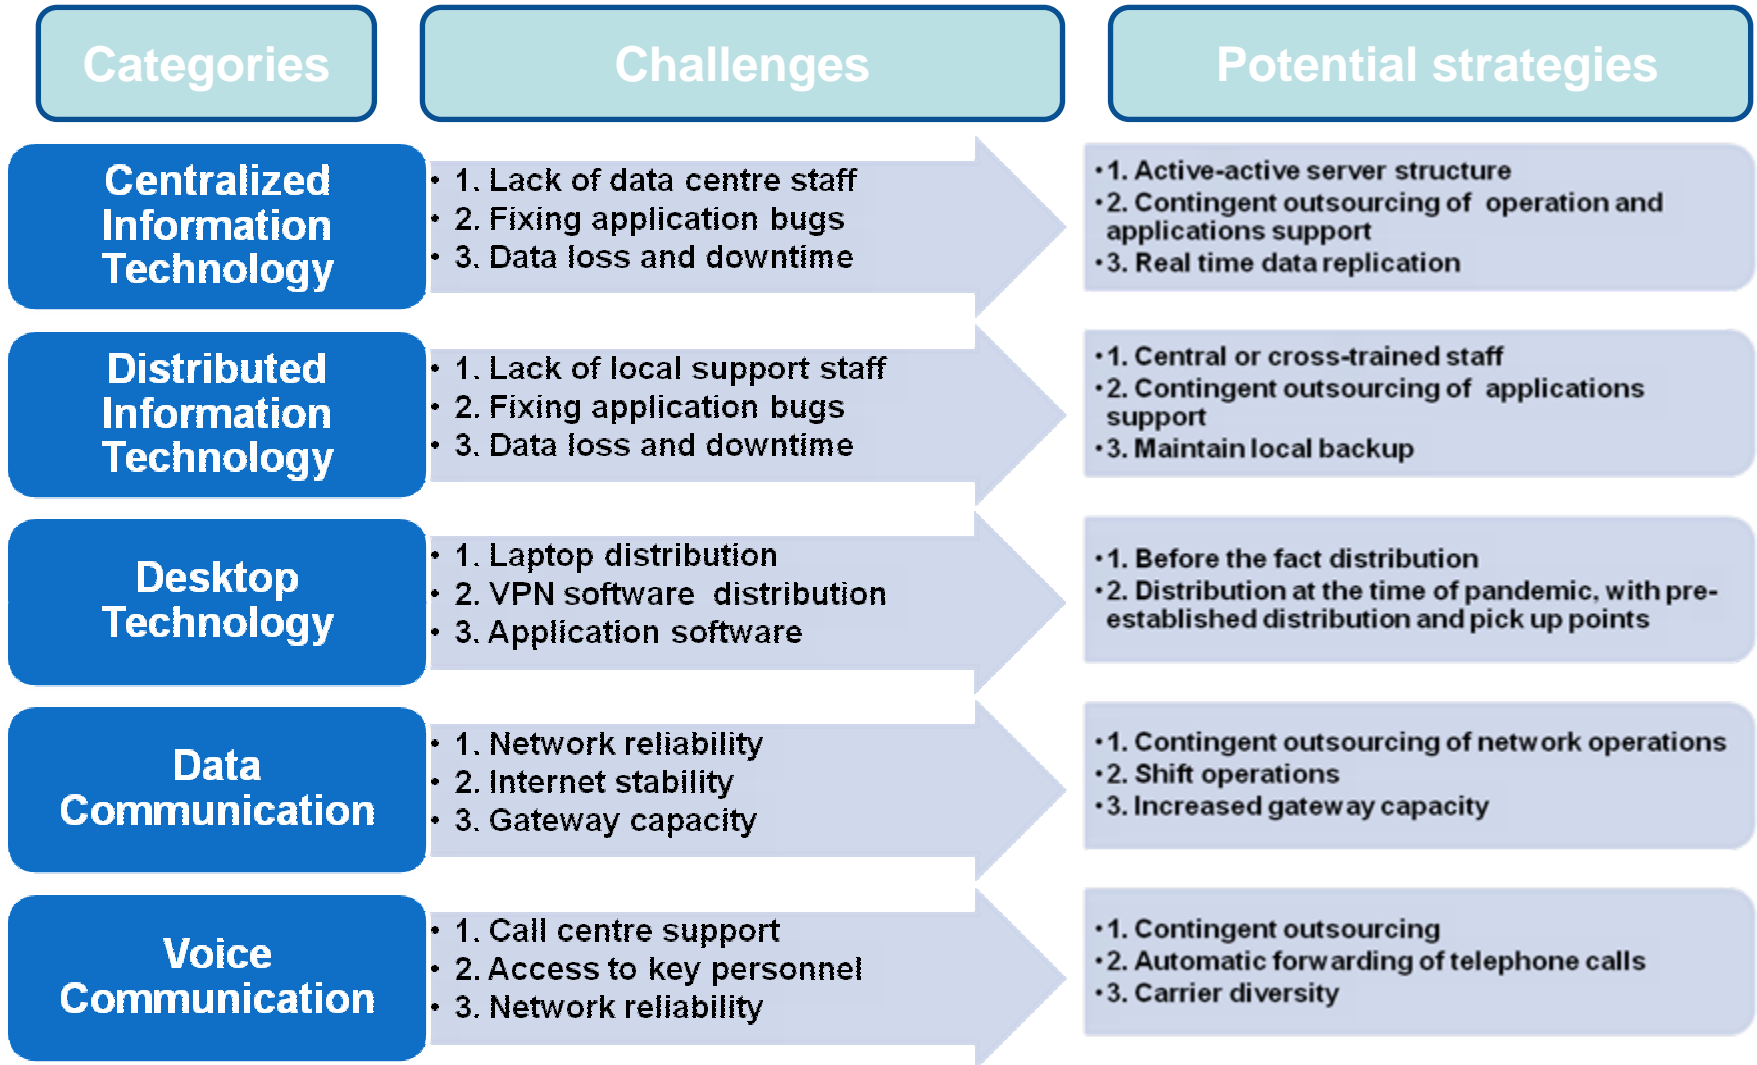 Categories
Challenges
Potential strategies
Centralized
Information
Technology
• 1. Lack of data centre staff
• 2. Fixing application bugs
• 3. Data loss and downtime
• 1. Active-active server structure
• 2. Contingent outsourcing of operation and
applications support
• 3. Real time data replication
Distributed
Information
Technology
• 1. Lack of local support staff
• 2. Fixing application bugs
• 3. Data loss and downtime
• 1. Central or cross-trained staff
• 2. Contingent outsourcing of applications
support
• 3. Maintain local backup
Desktop
Technology
• 1. Laptop distribution
• 2. VPN software distribution
• 3. Application software
• 1. Before the fact distribution
• 2. Distribution at the time of pandemic, with pre-
established distribution and pick up points
Data
Communication
• 1. Network reliability
• 2. Internet stability
• 3. Gateway capacity
• 1. Contingent outsourcing of network operations
• 2. Shift operations
• 3. Increased gateway capacity
Voice
Communication
• 1. Call centre support
• 2. Access to key personnel
• 3. Network reliability
• 1. Contingent outsourcing
• 2. Automatic forwarding of telephone calls
• 3. Carrier diversity